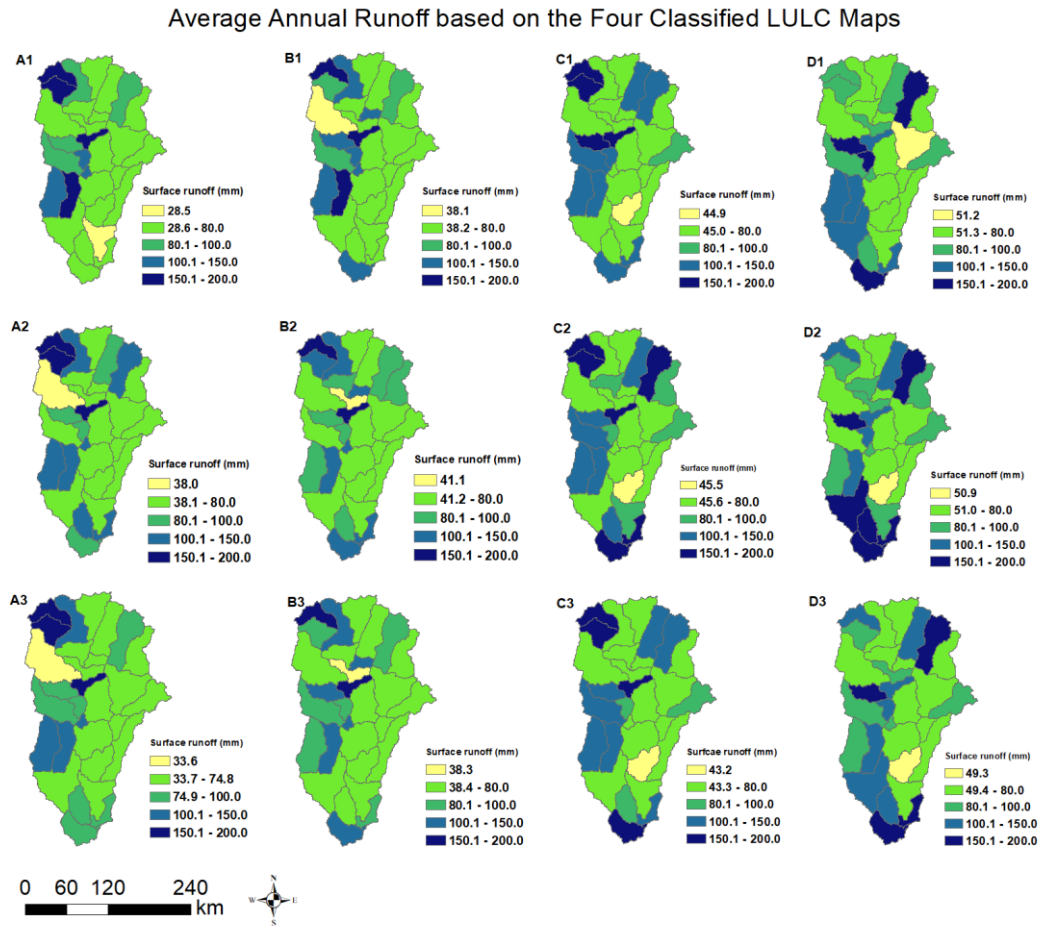 Average Annual Runoff based on the Four Classified LULC Maps
A1
Surface runoff (mm)
28.5
28.6 - 80.0
80.1 - 100.0
100.1 - 150.0
150.1 - 200.0
B1
Surface runoff (mm)
38.1
38.2 - 80.0
80.1 - 100.0
100.1 - 150.0
150.1 - 200.0
C1
Surface runoff (mm)
44.9
45.0 - 80.0
80.1 - 100.0
100.1 - 150.0
150.1 - 200.0
D1
Surface runoff (mm)
51.2
51.3 - 80.0
80.1 - 100.0
100.1 - 150.0
150.1 - 200.0
A2
Surface runoff (mm)
38.0
38.1 - 80.0
80.1 - 100.0
100.1 - 150.0
150.1 - 200.0
B2
Surface runoff (mm)
41.1
41.2 - 80.0
80.1 - 100.0
100.1 - 150.0
150.1 - 200.0
C2
Surface runoff (mm)
45.5
45.6 - 80.0
80.1 - 100.0
100.1 - 150.0
150.1 - 200.0
D2
Surface runoff (mm)
50.9
51.0 - 80.0
80.1 - 100.0
100.1 - 150.0
150.1 - 200.0
A3
Surface runoff (mm)
33.6
33.7 - 74.8
74.9 - 100.0
100.1 - 150.0
150.1 - 200.0
B3
Surface runoff (mm)
38.3
38.4 - 80.0
80.1 - 100.0
100.1 - 150.0
150.1 - 200.0
C3
Surfcae runoff (mm)
43.2
43.3 - 80.0
80.1 - 100.0
100.1 - 150.0
150.1 - 200.0
D3
Surface runoff (mm)
49.3
49.4 - 80.0
80.1 - 100.0
100.1 - 150.0
150.1 - 200.0
0 60 120 240
km
N
W E
S